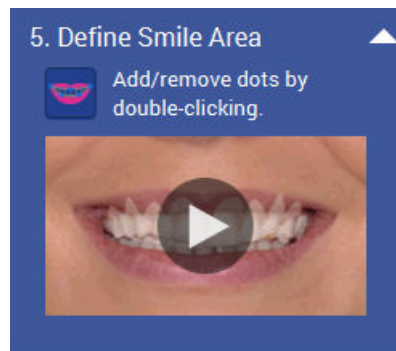 5. Define Smile Area
Add/remove dots by
double-clicking.